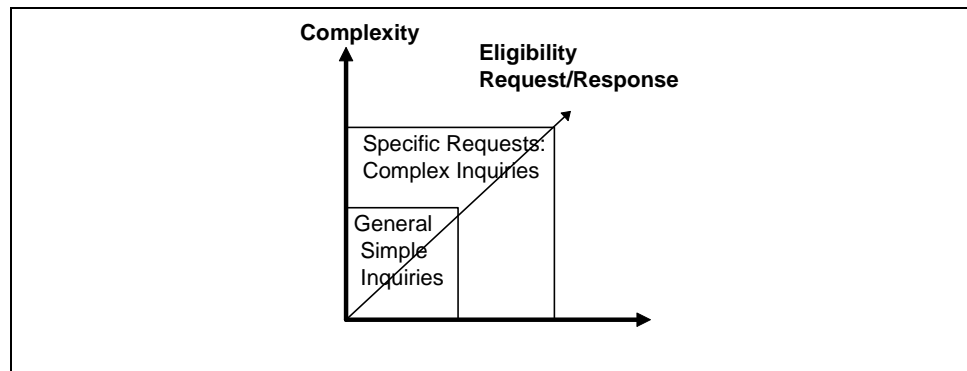 Complexity
Eligibility
Request/Response
Specific Requests:
Complex Inquiries
General
Simple
Inquiries